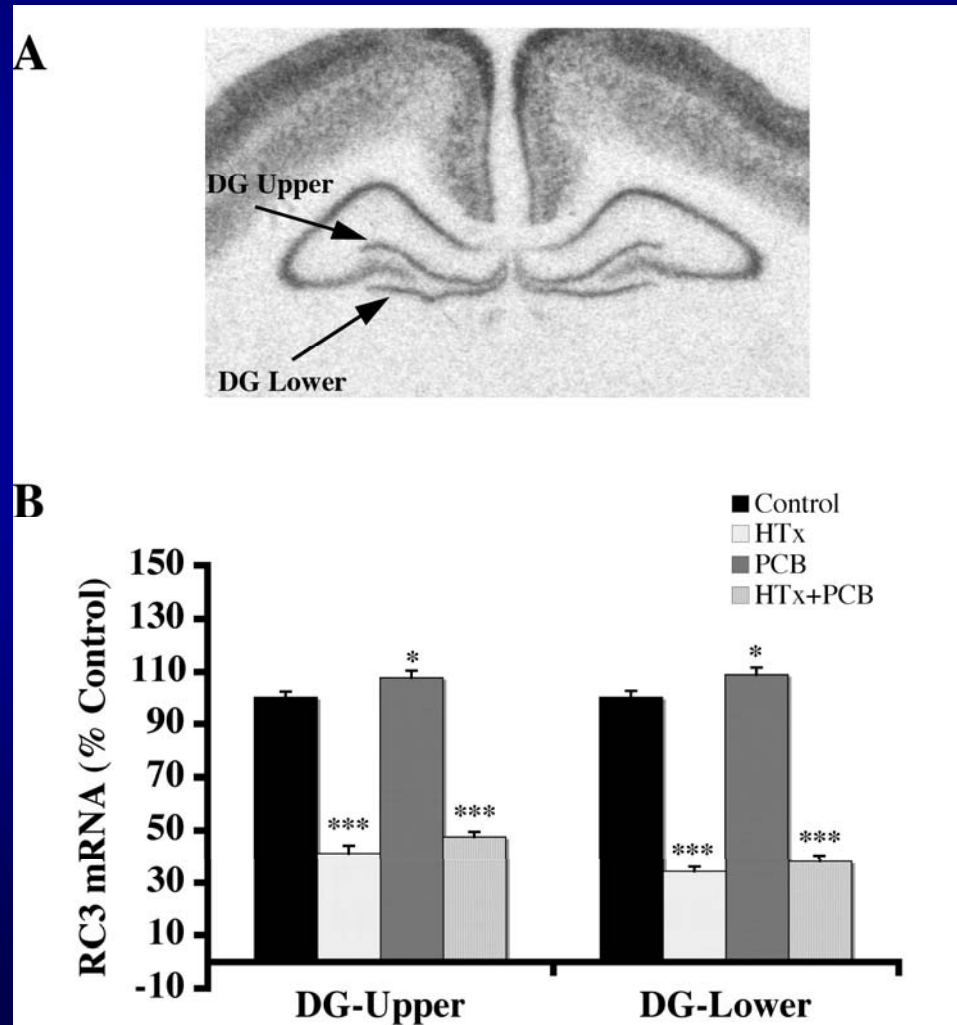 A
DG Upper
DG Lower
B
Control
HTx
PCB
HTx+PCB
RC3 mRNA (% Control)
150
130
110
90
70
50
30
10
-10
*
***
***
*
***
***
DG-Upper
DG-Lower